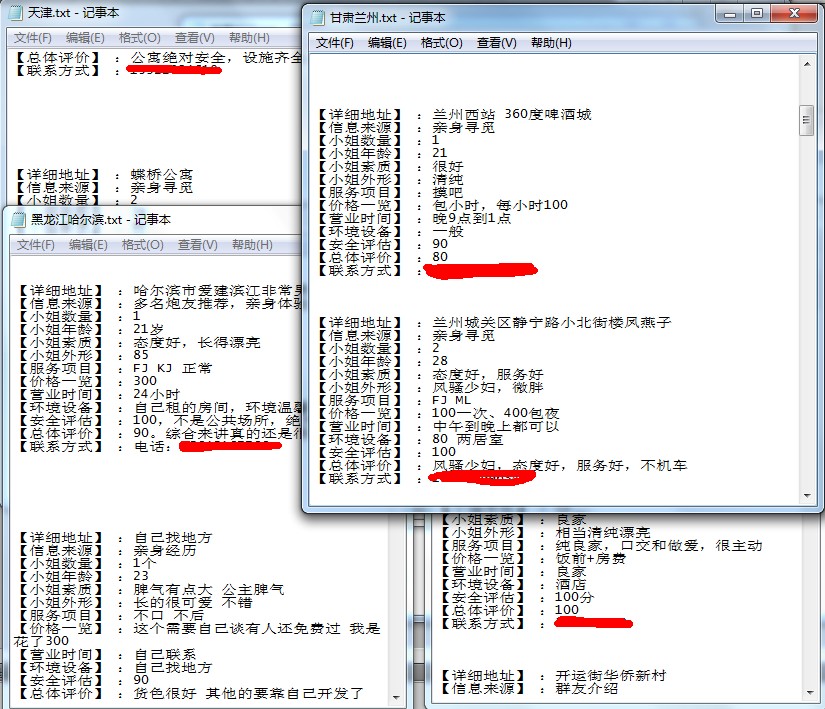 天津.txt - 记事本
文件(F) 编辑(E) 格式(O) 查看(V) 帮助(H)
【总体评价】 ：公寓绝对安全，设施齐全
【联系方式】 ：
【详细地址】 ：蝶桥公寓
【信息来源】 ：亲身寻觅
【小姐数量】 ：2
黑龙江哈尔滨.txt - 记事本
文件(F) 编辑(E) 格式(O) 查看(V) 帮助(H)
【详细地址】 ：哈尔滨市爱建滨江非常
【信息来源】 ：多名炮友推荐，亲身体验
【小姐数量】 ：1
【小姐年龄】 ：21岁
【小姐素质】 ：态度好，长得漂亮
【小姐外形】 ：85
【服务项目】 ：FJ KJ 正常
【价格一览】 ：300
【营业时间】 ：24小时
【环境设备】 ：自己租的房间，环境温馨
【安全评估】 ：100，不是公共场所，绝
【总体评价】 ：90。综合来讲真的还是很
【联系方式】 ：电话：
【详细地址】 ：自己找地方
【信息来源】 ：亲身经历
【小姐数量】 ：1个
【小姐年龄】 ：23
【小姐素质】 ：脾气有点大 公主脾气
【小姐外形】 ：长的很可爱 不错
【服务项目】 ：不口 不后
【价格一览】 ：这个需要自己谈有人还免费过 我是
花了300
【营业时间】 ：自己联系
【环境设备】 ：自己找地方
【安全评估】 ：90
【总体评价】 ：货色很好 其他的要靠自己开发了
甘肃兰州.txt - 记事本
文件(F) 编辑(E) 格式(O) 查看(V) 帮助(H)
【详细地址】 ：兰州西站 360度啤酒城
【信息来源】 ：亲身寻觅
【小姐数量】 ：1
【小姐年龄】 ：21
【小姐素质】 ：很好
【小姐外形】 ：清纯
【服务项目】 ：摸吧
【价格一览】 ：包小时，每小时100
【营业时间】 ：晚9点到1点
【环境设备】 ：一般
【安全评估】 ：90
【总体评价】 ：80
【联系方式】 ：
【详细地址】 ：兰州城关区静宁路小北街楼凤燕子
【信息来源】 ：亲身寻觅
【小姐数量】 ：2
【小姐年龄】 ：28
【小姐素质】 ：态度好，服务好
【小姐外形】 ：风骚少妇，微胖
【服务项目】 ：FJ ML
【价格一览】 ：100一次、400包夜
【营业时间】 ：中午到晚上都可以
【环境设备】 ：80 两居室
【安全评估】 ：100
【总体评价】 ：风骚少妇，态度好，服务好，不机车
【联系方式】 ：
【小姐素质】 ：良家
【小姐外形】 ：相当清纯漂亮
【服务项目】 ：纯良家，口交和做爱，很主动
【价格一览】 ：饭前+房费
【营业时间】 ：良家
【环境设备】 ：酒店
【安全评估】 ：100分
【总体评价】 ：100
【联系方式】 ：
【详细地址】 ：开运街华侨新村
【信息来源】 ：群友介绍